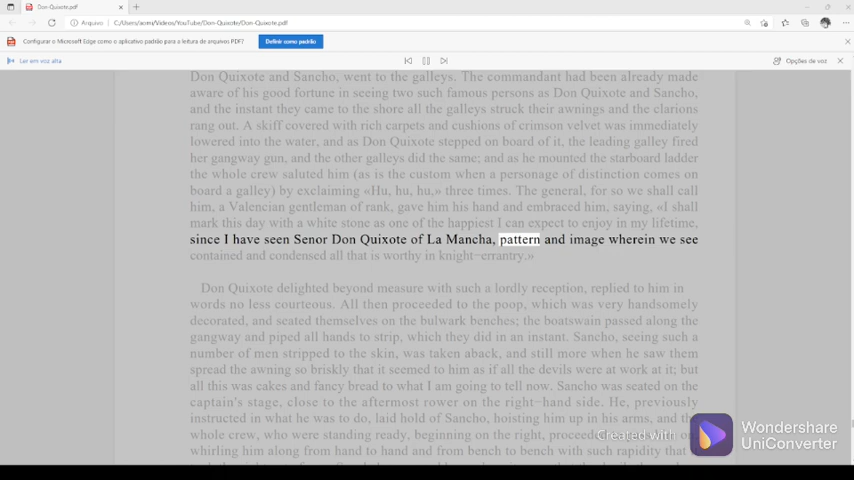 Don-Quixote.pdf
Arquivo | C:/Users/
/Videos/YouTube/Don-Quixote/Don-Quixote.pdf
Configurar o Microsoft Edge como o aplicativo padrão para a leitura de arquivos PDF?
Definir como padrão
Ler em voz alta
Opções de voz
Don Quixote and Sancho, went to the galleys. The commandant had been already made
aware of his good fortune in seeing two such famous persons as Don Quixote and Sancho,
and the instant they came to the shore all the galleys struck their awnings and the clarions
rang out. A skiff covered with rich carpets and cushions of crimson velvet was immediately
lowered into the water, and as Don Quixote stepped on board of it, the leading galley fired
her gangway gun, and the other galleys did the same; and as he mounted the starboard ladder
the whole crew saluted him (as is the custom when a personage of distinction comes on
board a galley) by exclaiming «Hu, hu, hu,» three times. The general, for so we shall call
him, a Valencian gentleman of rank, gave him his hand and embraced him, saying, «I shall
mark this day with a white stone as one of the happiest I can expect to enjoy in my lifetime,
since I have seen Senor Don Quixote of La Mancha, pattern and image wherein we see
contained and condensed all that is worthy in knight−errantry.»
Don Quixote delighted beyond measure with such a lordly reception, replied to him in
words no less courteous. All then proceeded to the poop, which was very handsomely
decorated, and seated themselves on the bulwark benches; the boatswain passed along the
gangway and piped all hands to strip, which they did in an instant. Sancho, seeing such a
number of men stripped to the skin, was taken aback, and still more when he saw them
spread the awning so briskly that it seemed to him as if all the devils were at work at it; but
all this was cakes and fancy bread to what I am going to tell now. Sancho was seated on the
captain's stage, close to the aftermost rower on the right−hand side. He, previously
instructed in what he was to do, laid hold of Sancho, hoisting him up in his arms, and the
whole crew, who were standing ready, beginning on the right, proceeded
whirling him along from hand to hand and from bench to bench with such rapidity that
Created with
Wondershare
UniConverter